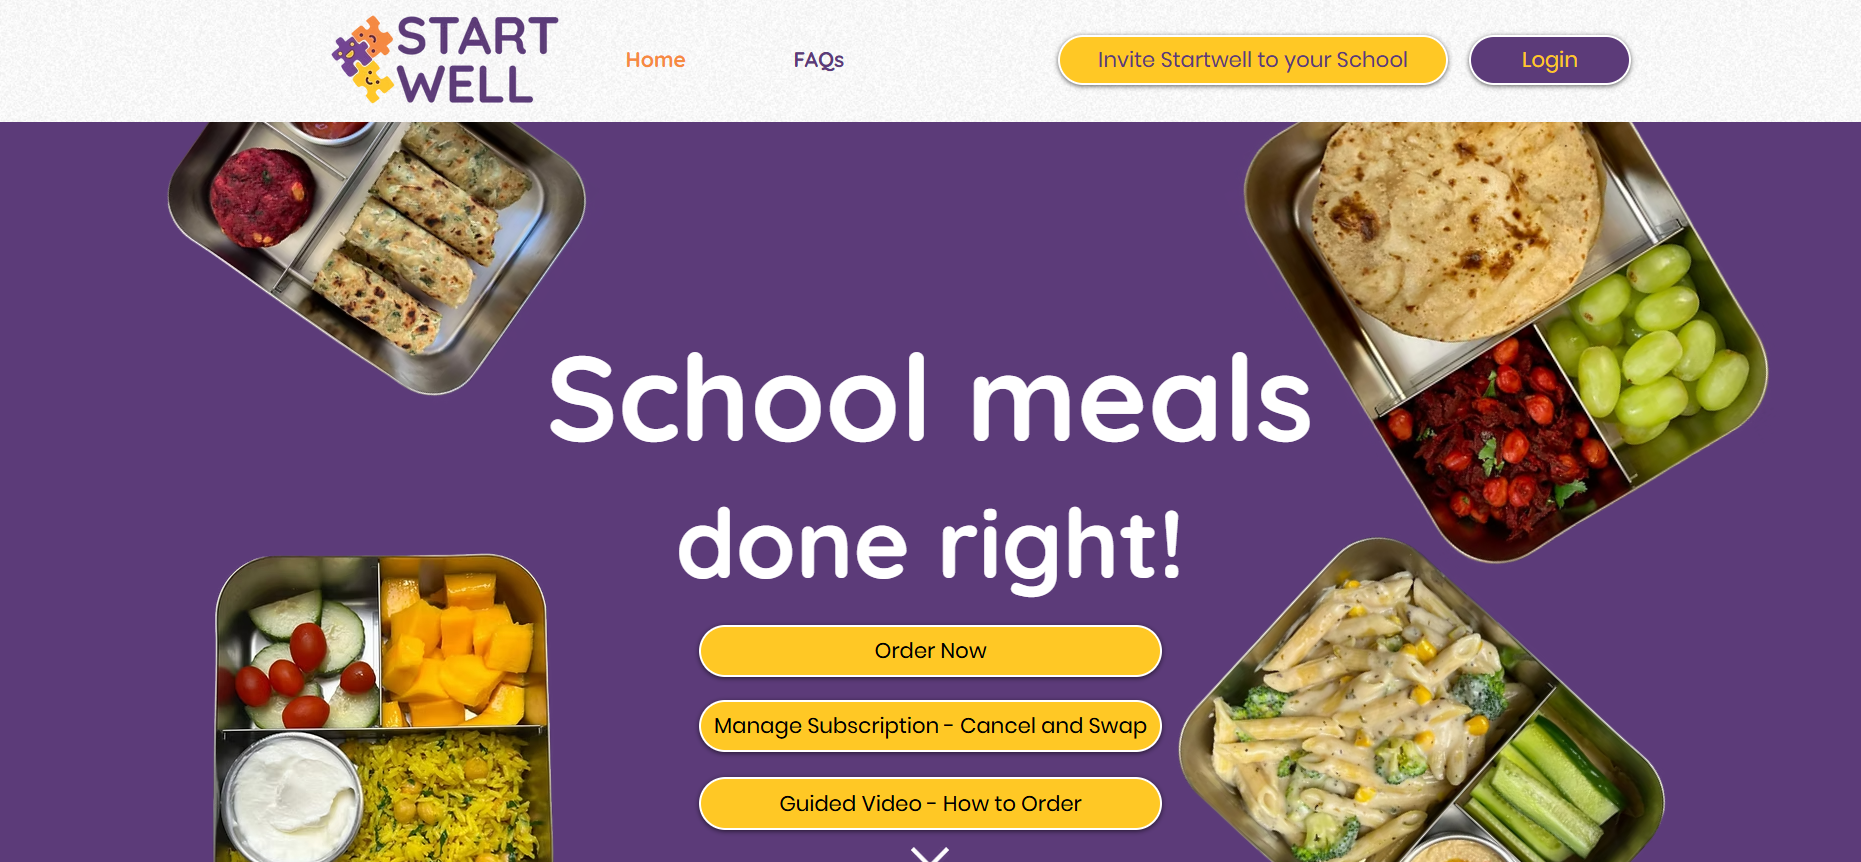 START
WELL
Home
FAQs
Invite Startwell to your School
Login
School meals
done right!
Order Now
Manage Subscription - Cancel and Swap
Guided Video - How to Order